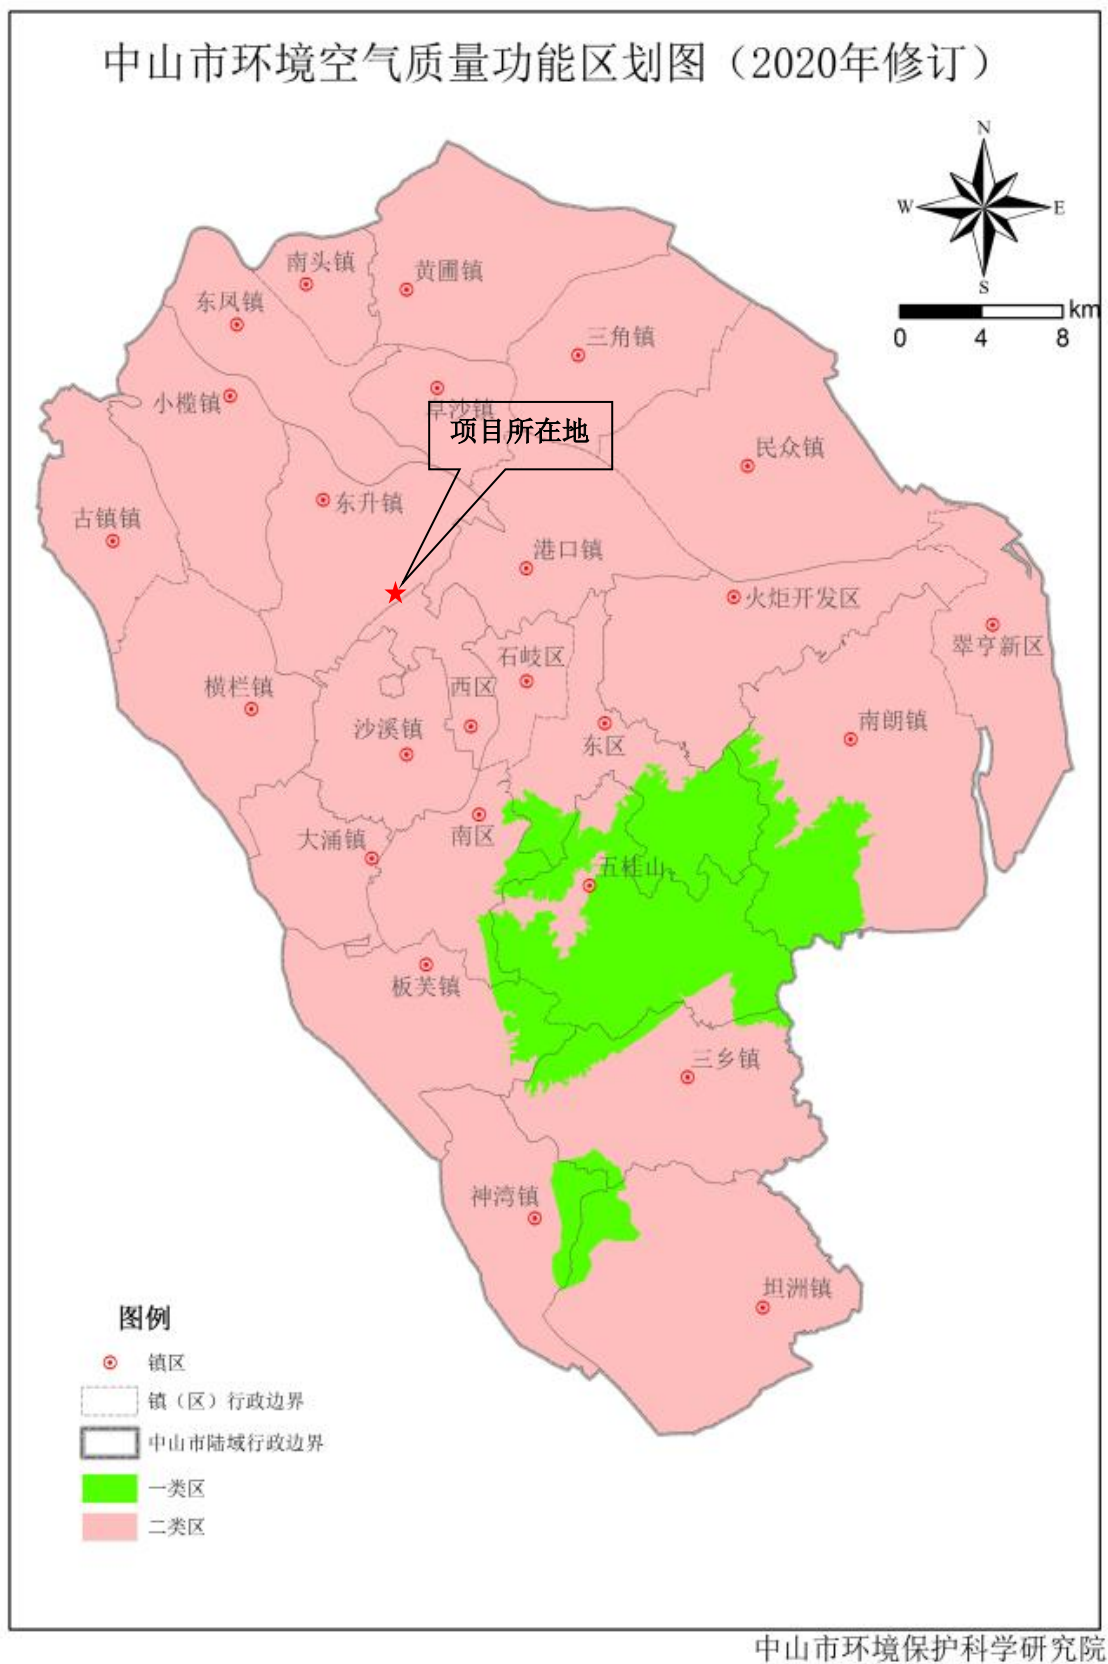 中山市环境空气质量功能区划图（2020年修订）
N
W
E
S
km
0
4
8
南头镇
黄圃镇
东凤镇
三角镇
小榄镇
阜沙镇
项目所在地
民众镇
东升镇
古镇镇
港口镇
火炬开发区
翠亨新区
石岐区
横栏镇
西区
沙溪镇
东区
南朗镇
大涌镇
南区
五桂山
板芙镇
三乡镇
神湾镇
坦洲镇
图例
镇区
镇（区）行政边界
中山市陆域行政边界
一类区
二类区
中山市环境保护科学研究院